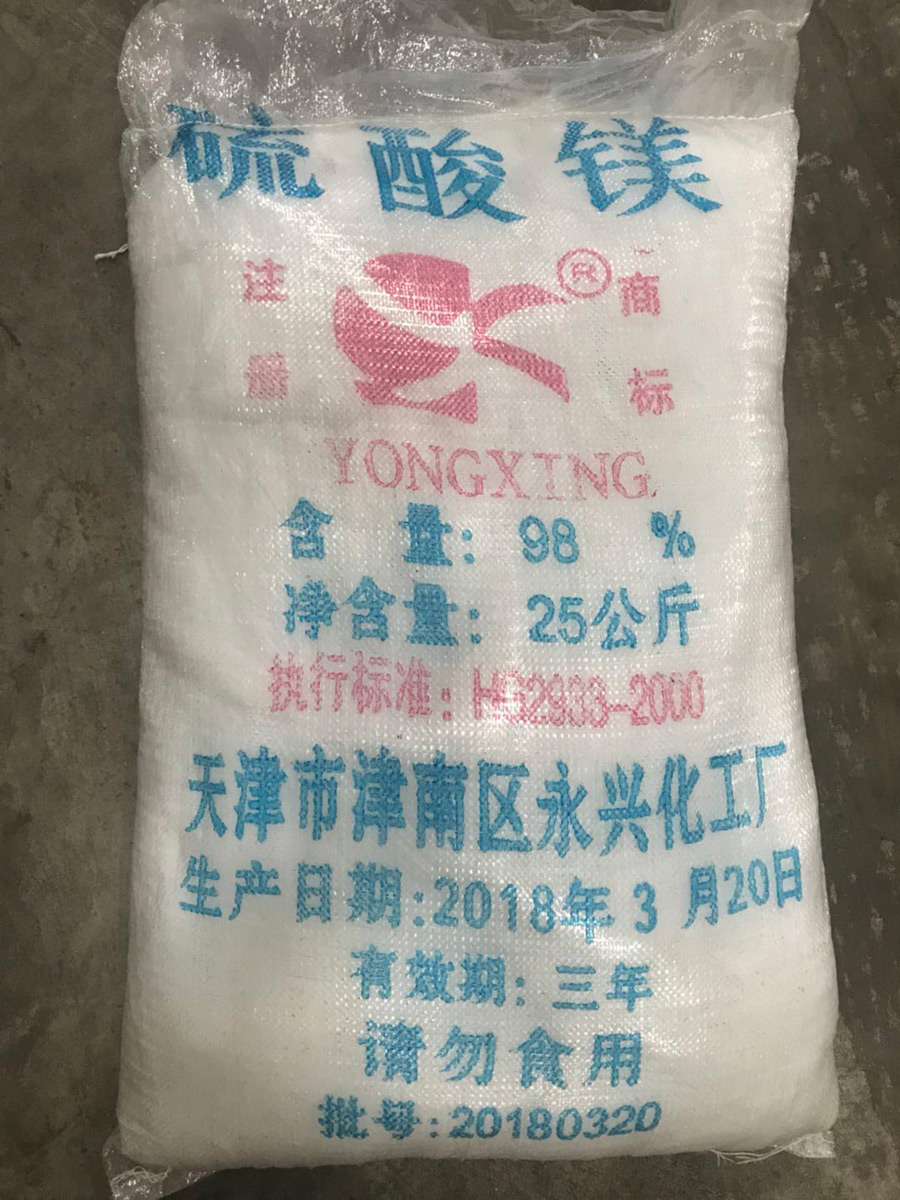 硫酸镁
注册
商标
®
YONGXING
含量：98%
净含量：25公斤
执行标准：HG2933-2000
天津市津南区永兴化工厂
生产日期：2018年3月20日
有效期：三年
请勿食用
批号：20180320